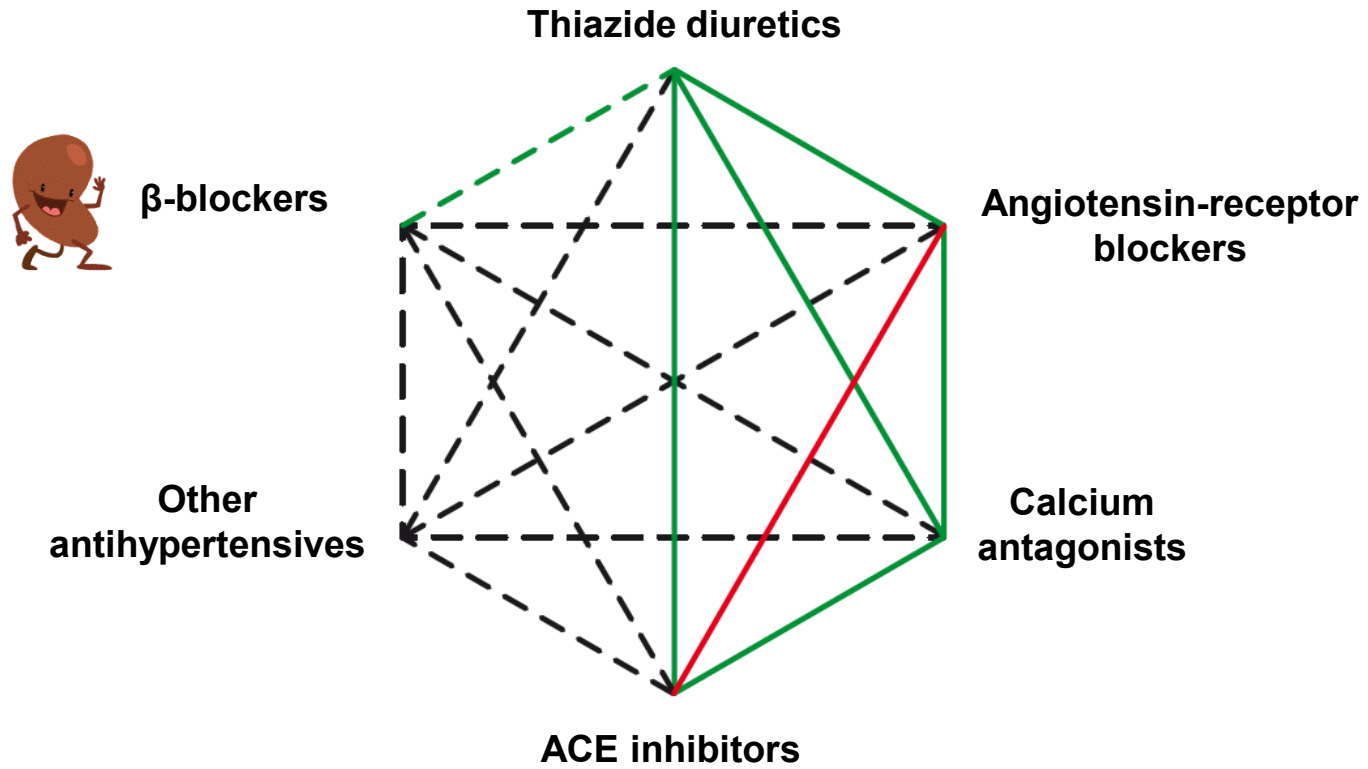 Thiazide diuretics
β-blockers
Angiotensin-receptor
blockers
Other
antihypertensives
Calcium
antagonists
ACE inhibitors